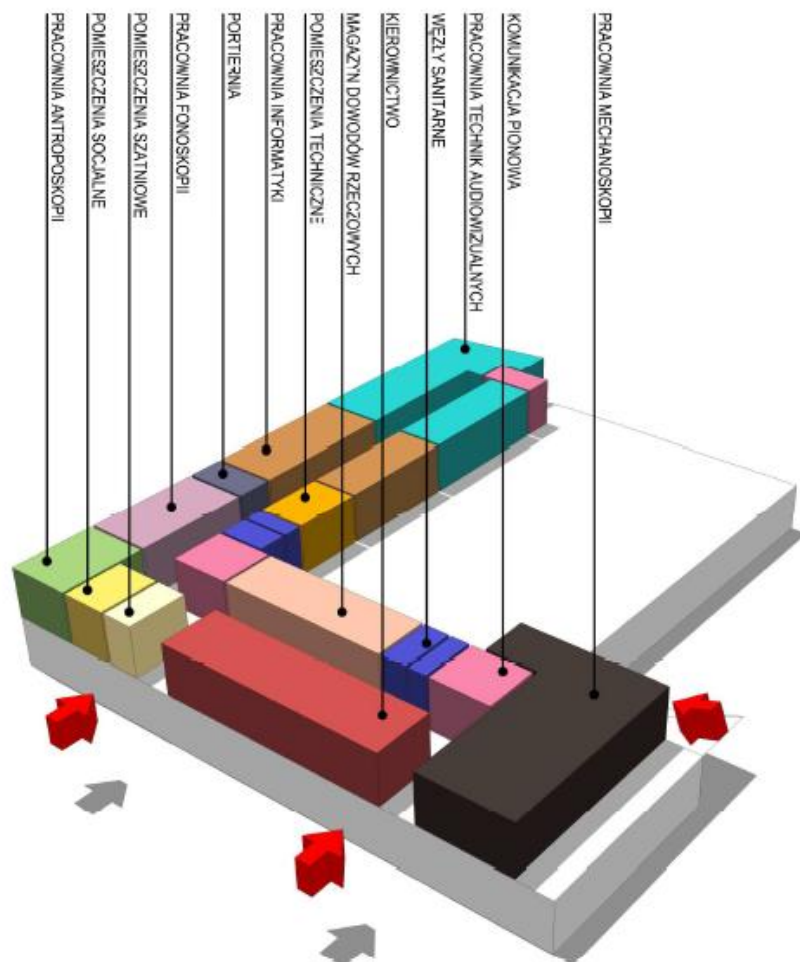 PRACOWNIA ANTROPOSKOPII
POMIESZCZENIA SOCJALNE
POMIESZCZENIA SZATNIOWE
PRACOWNIA FONOSKOPII
PORTIERNIA
PRACOWNIA INFORMATYKI
POMIESZCZENIA TECHNICZNE
MAGAZYN DOWODÓW RZECZOWYCH
KIEROWNICTWO
WĘZŁY SANITARNE
PRACOWNIA TECHNIK AUDIOWIZUALNYCH
KOMUNIKACJA PIONOWA
PRACOWNIA MECHANOSKOPII